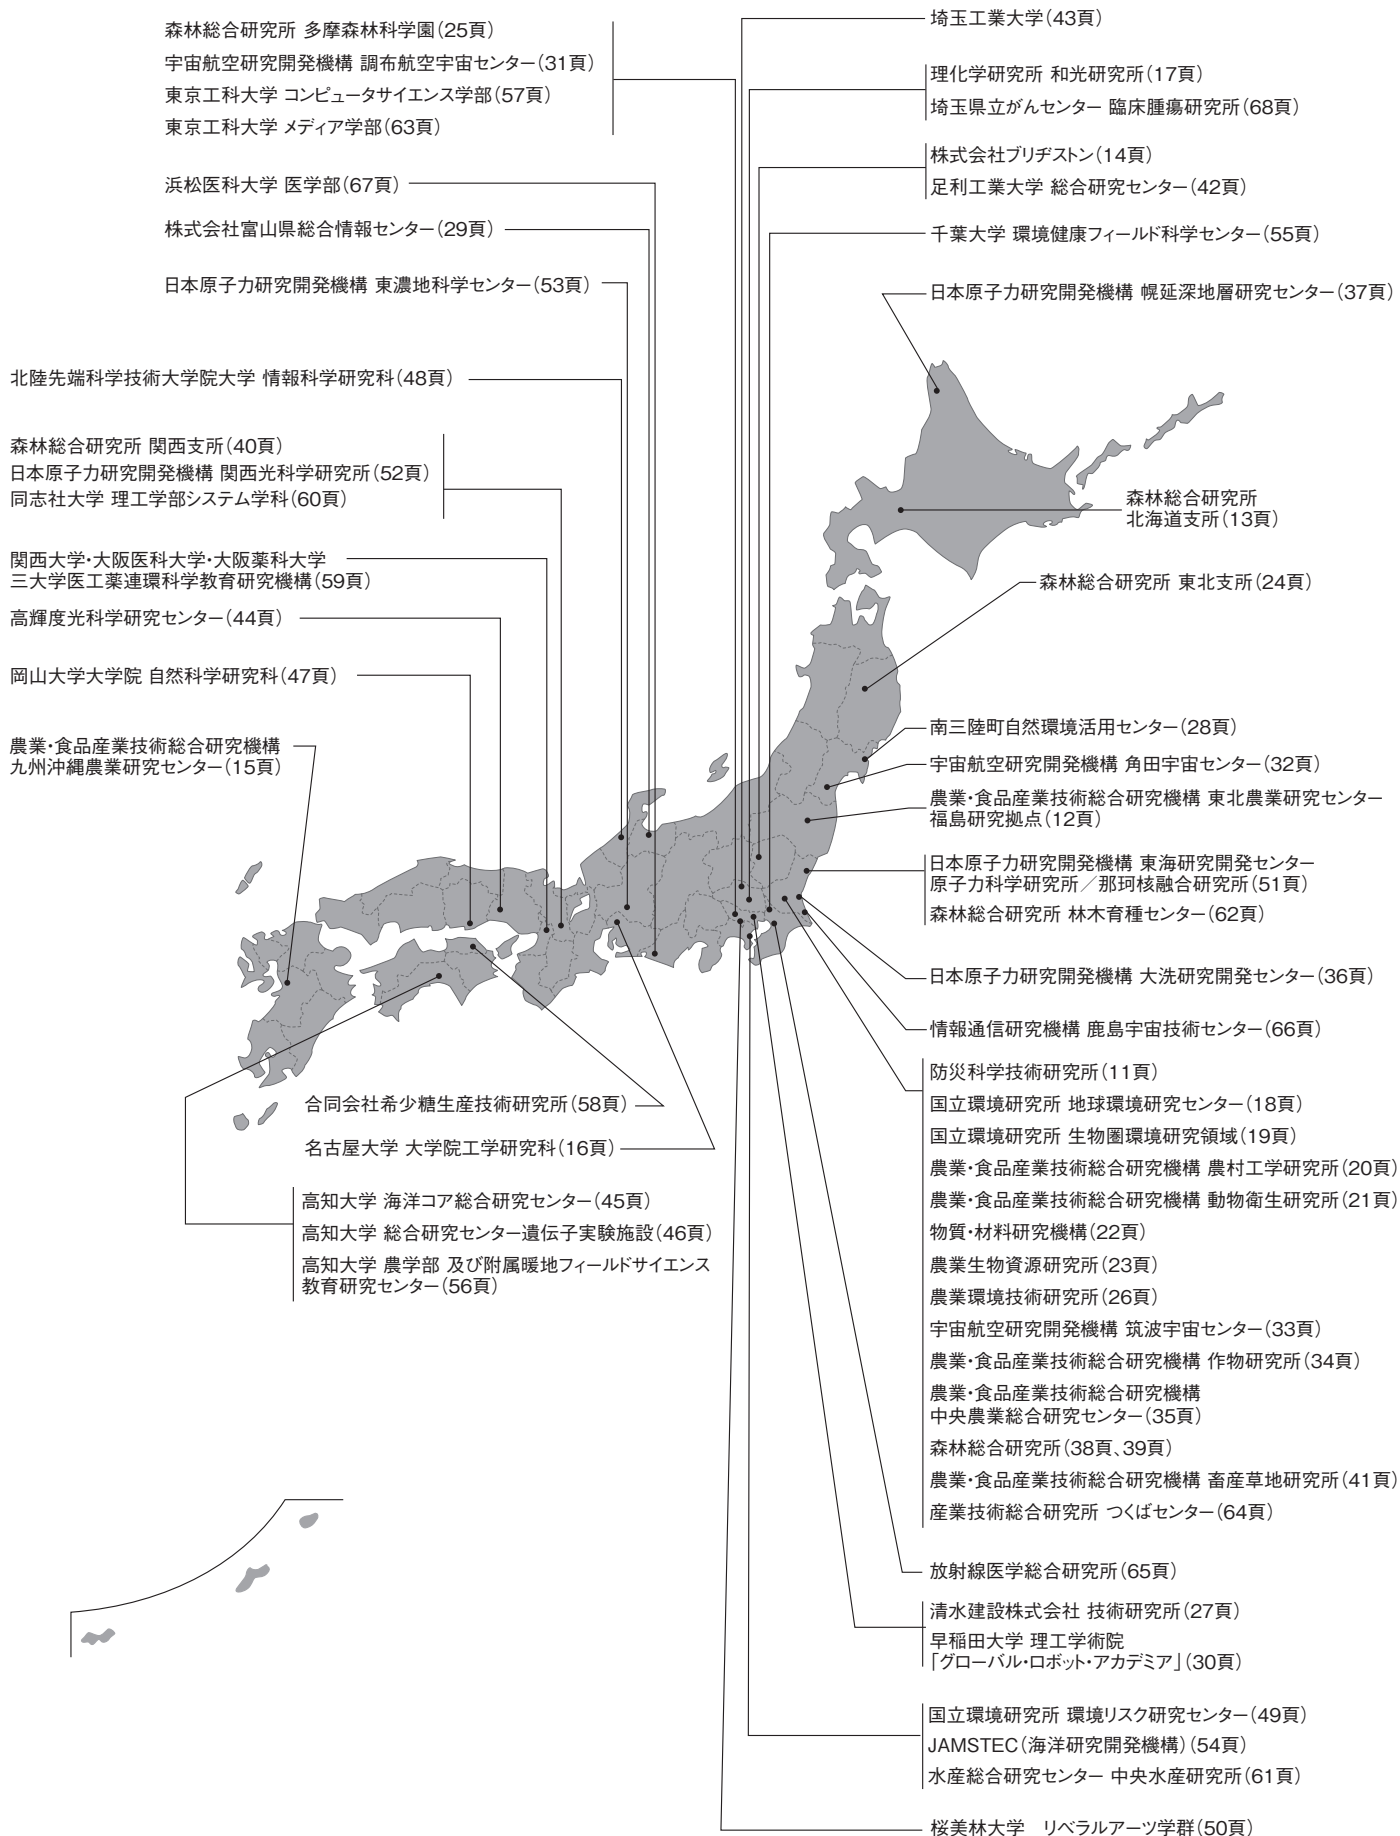 森林総合研究所 多摩森林科学園(25頁)
宇宙航空研究開発機構 調布航空宇宙センター(31頁)
東京工科大学 コンピュータサイエンス学部(57頁)
東京工科大学 メディア学部(63頁)
浜松医科大学 医学部(67頁)
株式会社富山県総合情報センター(29頁)
日本原子力研究開発機構 東濃地科学センター(53頁)
北陸先端科学技術大学院大学 情報科学研究科(48頁)
森林総合研究所 関西支所(40頁)
日本原子力研究開発機構 関西光科学研究所(52頁)
同志社大学 理工学部システム学科(60頁)
関西大学・大阪医科大学・大阪薬科大学
三大学医工薬連環科学教育研究機構(59頁)
高輝度光科学研究センター(44頁)
岡山大学大学院 自然科学研究科(47頁)
農業・食品産業技術総合研究機構
九州沖縄農業研究センター(15頁)
合同会社希少糖生産技術研究所(58頁)
名古屋大学 大学院工学研究科(16頁)
高知大学 海洋コア総合研究センター(45頁)
高知大学 総合研究センター遺伝子実験施設(46頁)
高知大学 農学部 及び附属暖地フィールドサイエンス
教育研究センター(56頁)
埼玉工業大学(43頁)
理化学研究所 和光研究所(17頁)
埼玉県立がんセンター 臨床腫瘍研究所(68頁)
株式会社ブリヂストン(14頁)
足利工業大学 総合研究センター(42頁)
千葉大学 環境健康フィールド科学センター(55頁)
日本原子力研究開発機構 幌延深地層研究センター(37頁)
森林総合研究所
北海道支所(13頁)
森林総合研究所 東北支所(24頁)
南三陸町自然環境活用センター(28頁)
宇宙航空研究開発機構 角田宇宙センター(32頁)
農業・食品産業技術総合研究機構 東北農業研究センター
福島研究拠点(12頁)
日本原子力研究開発機構 東海研究開発センター
原子力科学研究所／那珂核融合研究所(51頁)
森林総合研究所 林木育種センター(62頁)
日本原子力研究開発機構 大洗研究開発センター(36頁)
情報通信研究機構 鹿島宇宙技術センター(66頁)
防災科学技術研究所(11頁)
国立環境研究所 地球環境研究センター(18頁)
国立環境研究所 生物圏環境研究領域(19頁)
農業・食品産業技術総合研究機構 農村工学研究所(20頁)
農業・食品産業技術総合研究機構 動物衛生研究所(21頁)
物質・材料研究機構(22頁)
農業生物資源研究所(23頁)
農業環境技術研究所(26頁)
宇宙航空研究開発機構 筑波宇宙センター(33頁)
農業・食品産業技術総合研究機構 作物研究所(34頁)
農業・食品産業技術総合研究機構
中央農業総合研究センター(35頁)
森林総合研究所(38頁、39頁)
農業・食品産業技術総合研究機構 畜産草地研究所(41頁)
産業技術総合研究所 つくばセンター(64頁)
放射線医学総合研究所(65頁)
清水建設株式会社 技術研究所(27頁)
早稲田大学 理工学術院
「グローバル・ロボット・アカデミア」(30頁)
国立環境研究所 環境リスク研究センター(49頁)
JAMSTEC(海洋研究開発機構)(54頁)
水産総合研究センター 中央水産研究所(61頁)
桜美林大学　リベラルアーツ学群(50頁)